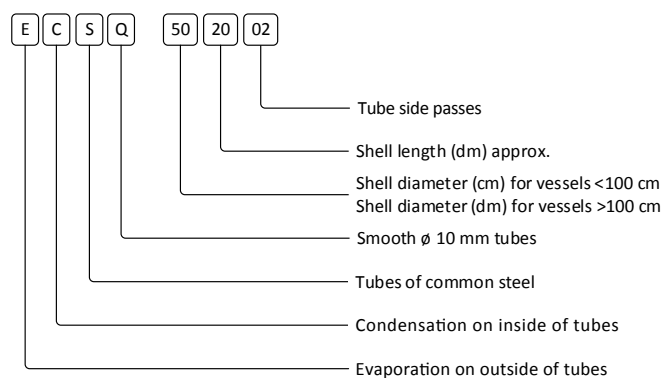 E C S Q 50 20 02
Tube side passes
Shell length (dm) approx.
Shell diameter (cm) for vessels <100 cm
Shell diameter (dm) for vessels >100 cm
Smooth ø 10 mm tubes
Tubes of common steel
Condensation on inside of tubes
Evaporation on outside of tubes